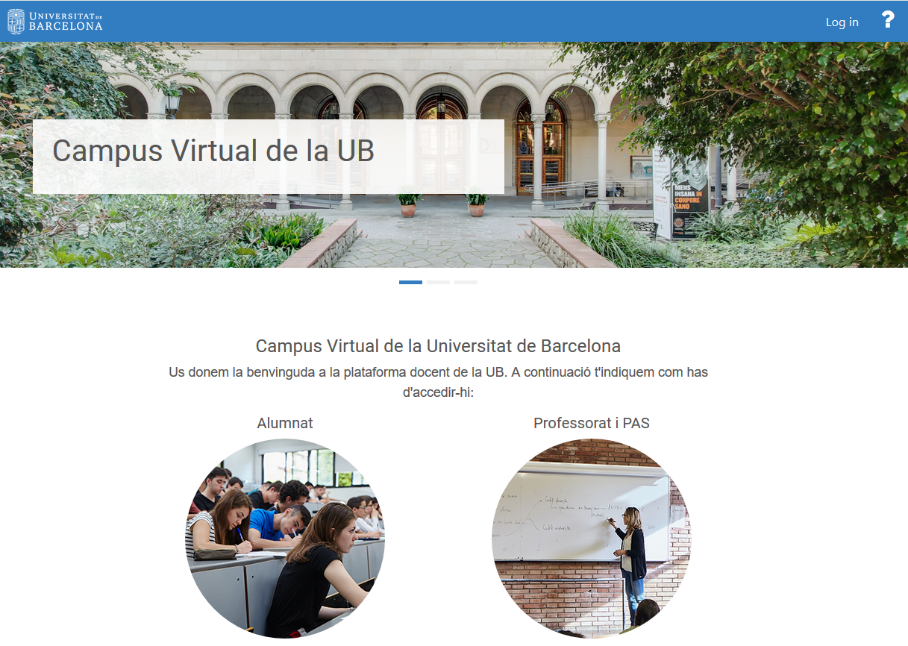 UNIVERSITAT DE
BARCELONA
Log in
?
Campus Virtual de la UB
MENS
INSANA IN
CORPORE
SANO
Campus Virtual de la Universitat de Barcelona
Us donem la benvinguda a la plataforma docent de la UB. A continuació t'indiquem com has
d'accedir-hi:
Alumnat
Professorat i PAS